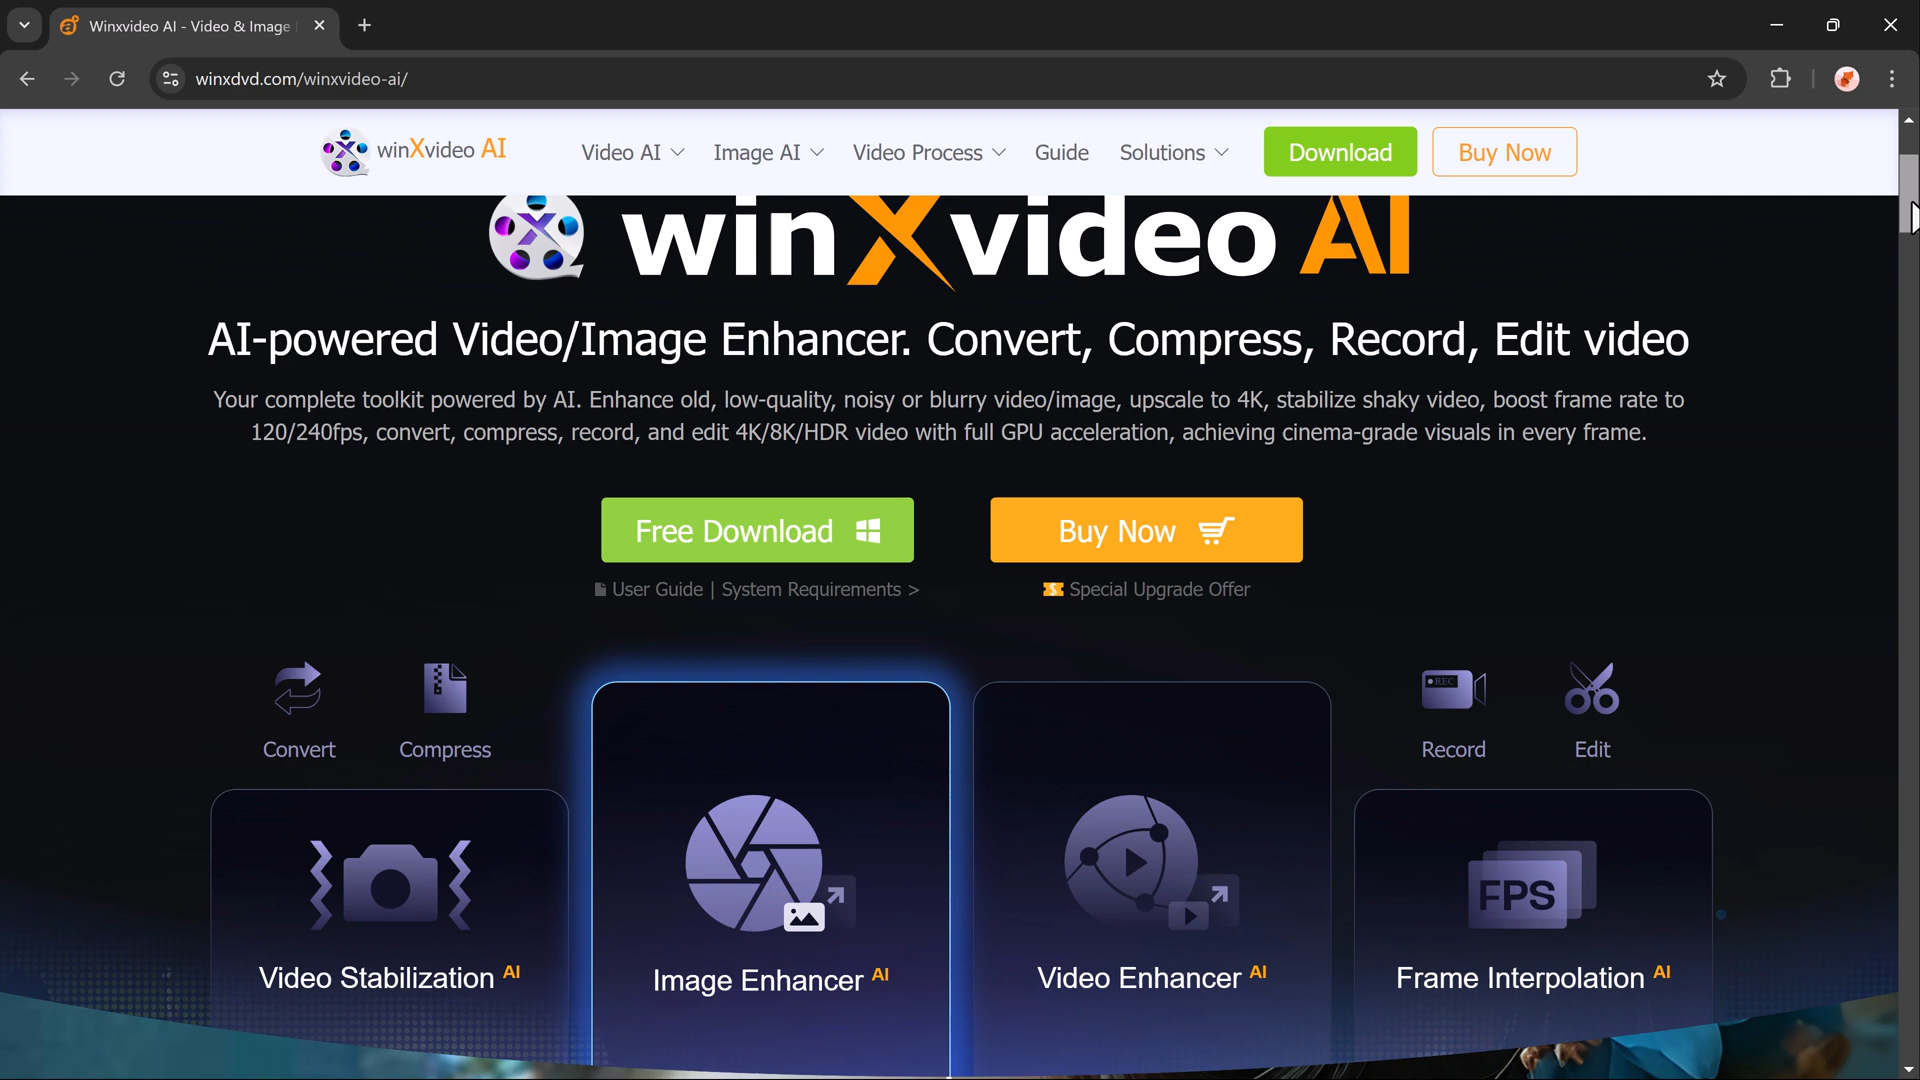 Winxvideo AI - Video & Image
winxdvd.com/winxvideo-ai/
winXvideo AI
Video AI
Image AI
Video Process
Guide
Solutions
Download
Buy Now
winXvideo AI
AI-powered Video/Image Enhancer. Convert, Compress, Record, Edit video
Your complete toolkit powered by AI. Enhance old, low-quality, noisy or blurry video/image, upscale to 4K, stabilize shaky video, boost frame rate to
120/240fps, convert, compress, record, and edit 4K/8K/HDR video with full GPU acceleration, achieving cinema-grade visuals in every frame.
Free Download
Buy Now
User Guide | System Requirements >
Special Upgrade Offer
REC
Convert
Compress
Record
Edit
FPS
Video Stabilization AI
Image Enhancer AI
Video Enhancer AI
Frame Interpolation AI